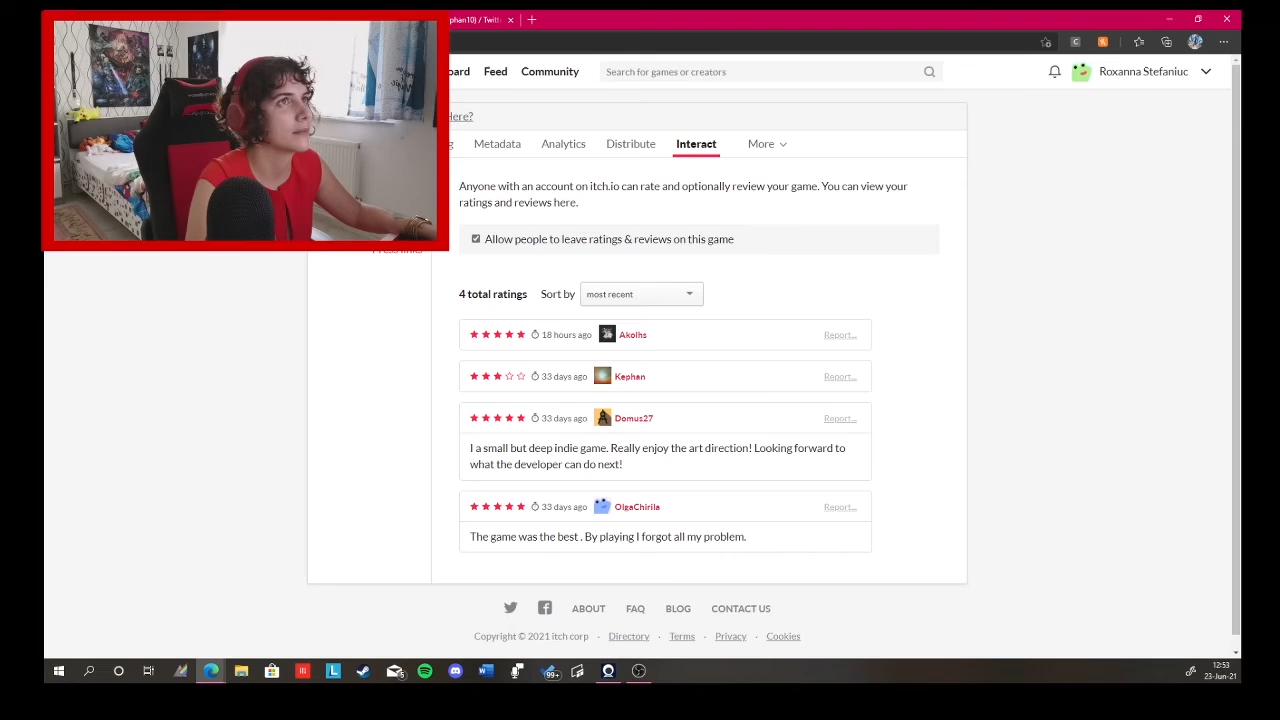 phan10) / Twitt
oard Feed Community Search for games or creators Roxanna Stefaniuc
Here?
g Metadata Analytics Distribute Interact More
Anyone with an account on itch.io can rate and optionally review your game. You can view your
ratings and reviews here.
Allow people to leave ratings & reviews on this game
4 total ratings Sort by most recent
18 hours ago Akolhs Report...
33 days ago Kephan Report...
33 days ago Domus27 Report...
I a small but deep indie game. Really enjoy the art direction! Looking forward to
what the developer can do next!
33 days ago OlgaChirila Report...
The game was the best . By playing I forgot all my problem.
ABOUT FAQ BLOG CONTACT US
Copyright © 2021 itch corp · Directory · Terms · Privacy · Cookies
99+
12:53
23-Jun-21